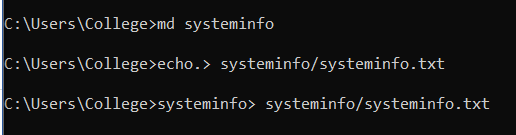 C:\Users\College>md systeminfo
C:\Users\College>echo.> systeminfo/systeminfo.txt
C:\Users\College>systeminfo> systeminfo/systeminfo.txt